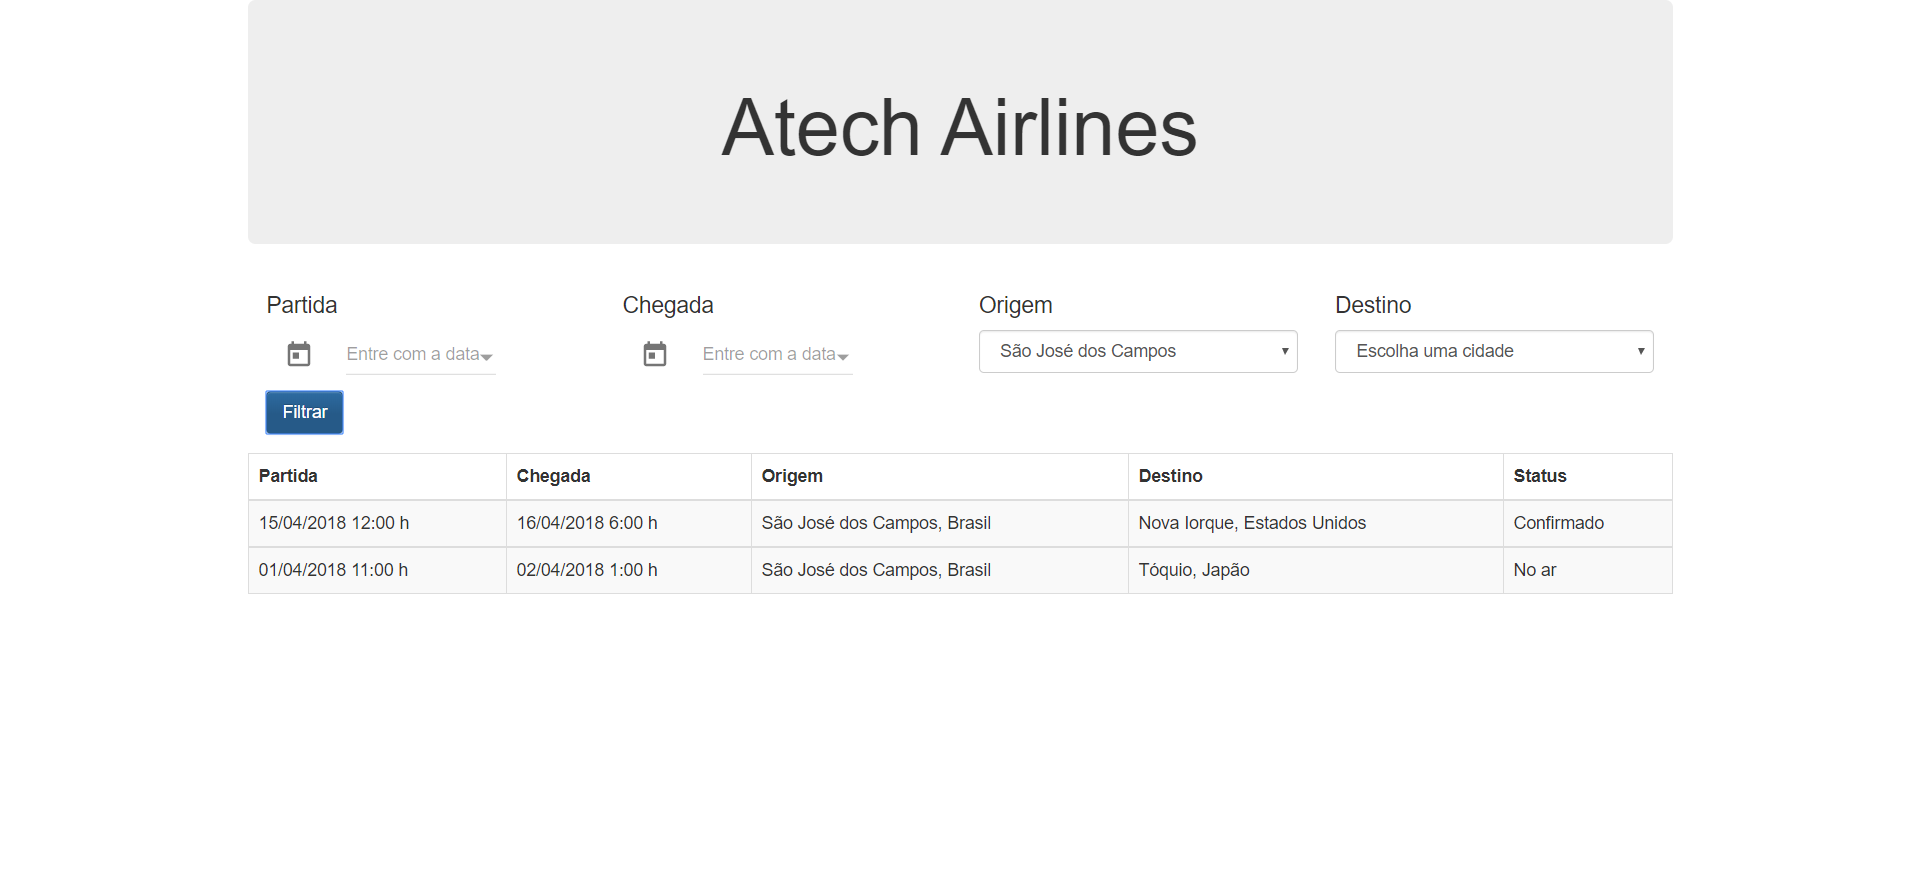 Atech Airlines
Partida Chegada Origem Destino
Entre com a data Entre com a data São José dos Campos Escolha uma cidade
Filtrar
Partida Chegada Origem Destino Status
15/04/2018 12:00 h 16/04/2018 6:00 h São José dos Campos, Brasil Nova Iorque, Estados Unidos Confirmado
01/04/2018 11:00 h 02/04/2018 1:00 h São José dos Campos, Brasil Tóquio, Japão No ar